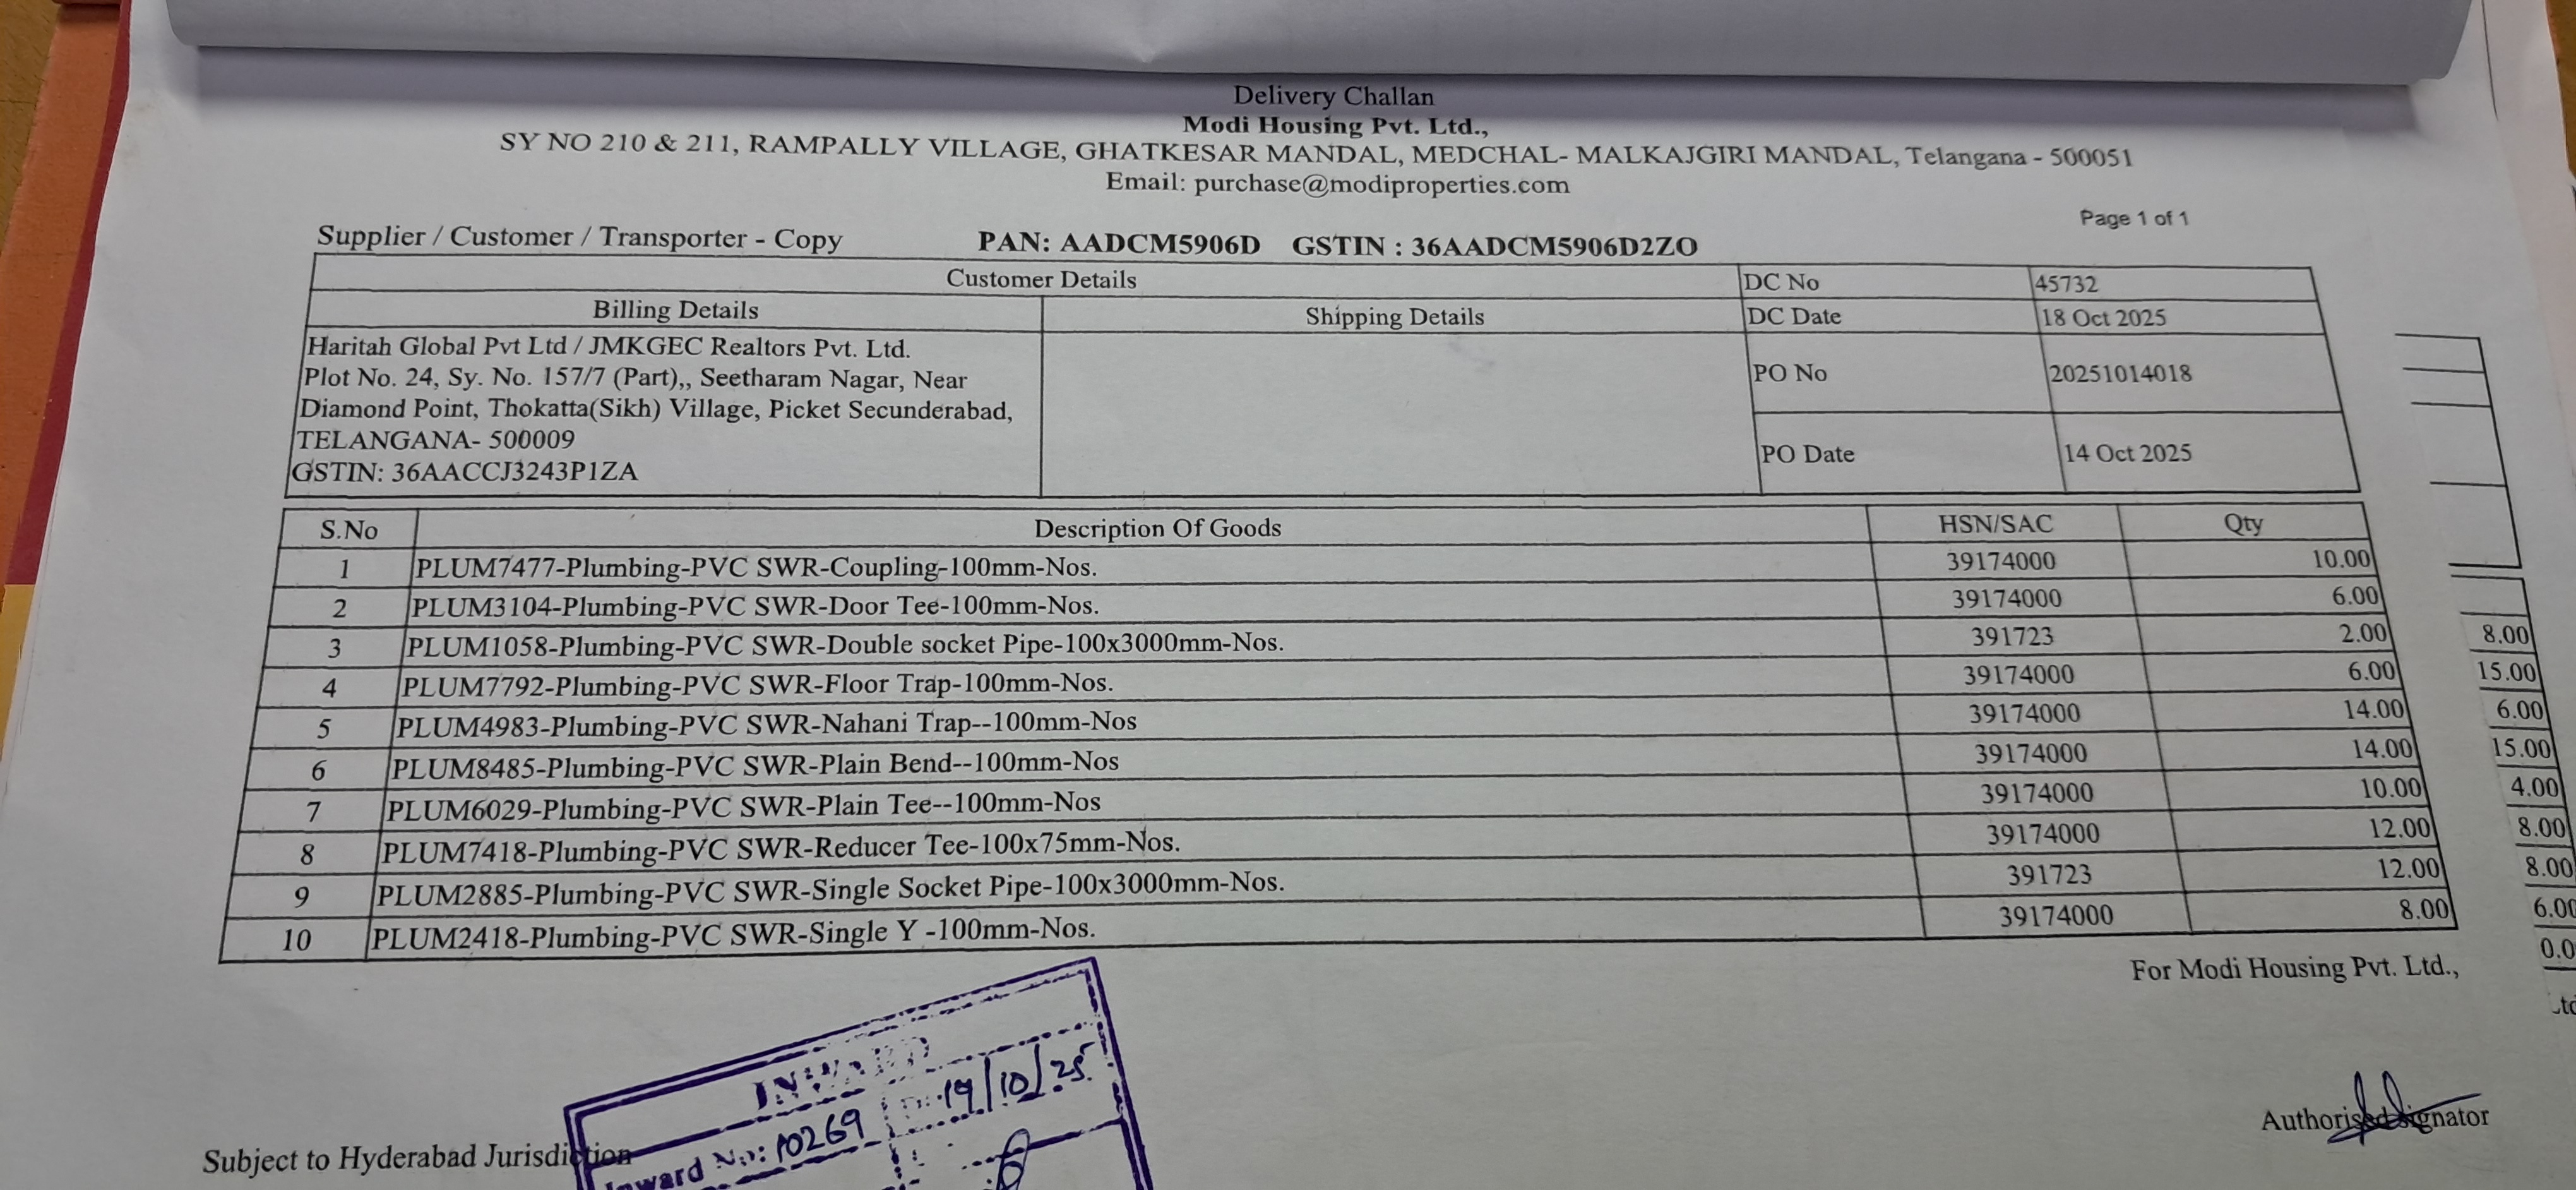 Delivery Challan
Modi Housing Pvt. Ltd.,
SY NO 210 & 211, RAMPALLY VILLAGE, GHATKESAR MANDAL, MEDCHAL- MALKAJGIRI MANDAL, Telangana - 500051
Email: purchase@modiproperties.com
Page 1 of 1
Supplier / Customer / Transporter - Copy PAN: AADCM5906D GSTIN : 36AADCM5906D2ZO
Customer Details DC No 45732
Billing Details Shipping Details DC Date 18 Oct 2025
Haritah Global Pvt Ltd / JMKGEC Realtors Pvt. Ltd.
Plot No. 24, Sy. No. 157/7 (Part),, Seetharam Nagar, Near PO No 20251014018
Diamond Point, Thokatta(Sikh) Village, Picket Secunderabad,
TELANGANA- 500009 PO Date 14 Oct 2025
GSTIN: 36AACCJ3243P1ZA
S.No Description Of Goods HSN/SAC Qty
1 PLUM7477-Plumbing-PVC SWR-Coupling-100mm-Nos. 39174000 10.00
2 PLUM3104-Plumbing-PVC SWR-Door Tee-100mm-Nos. 39174000 6.00
3 PLUM1058-Plumbing-PVC SWR-Double socket Pipe-100x3000mm-Nos. 391723 2.00 8.00
4 PLUM7792-Plumbing-PVC SWR-Floor Trap-100mm-Nos. 39174000 6.00 15.00
5 PLUM4983-Plumbing-PVC SWR-Nahani Trap--100mm-Nos 39174000 14.00 6.00
6 PLUM8485-Plumbing-PVC SWR-Plain Bend--100mm-Nos 39174000 14.00 15.00
7 PLUM6029-Plumbing-PVC SWR-Plain Tee--100mm-Nos 39174000 10.00 4.00
8 PLUM7418-Plumbing-PVC SWR-Reducer Tee-100x75mm-Nos. 39174000 12.00 8.00
9 PLUM2885-Plumbing-PVC SWR-Single Socket Pipe-100x3000mm-Nos. 391723 12.00 8.00
10 PLUM2418-Plumbing-PVC SWR-Single Y -100mm-Nos. 39174000 8.00 6.00
For Modi Housing Pvt. Ltd.,
INWARD
Inward No: 10269 19/10/25
Authorised Signator
Subject to Hyderabad Jurisdiction